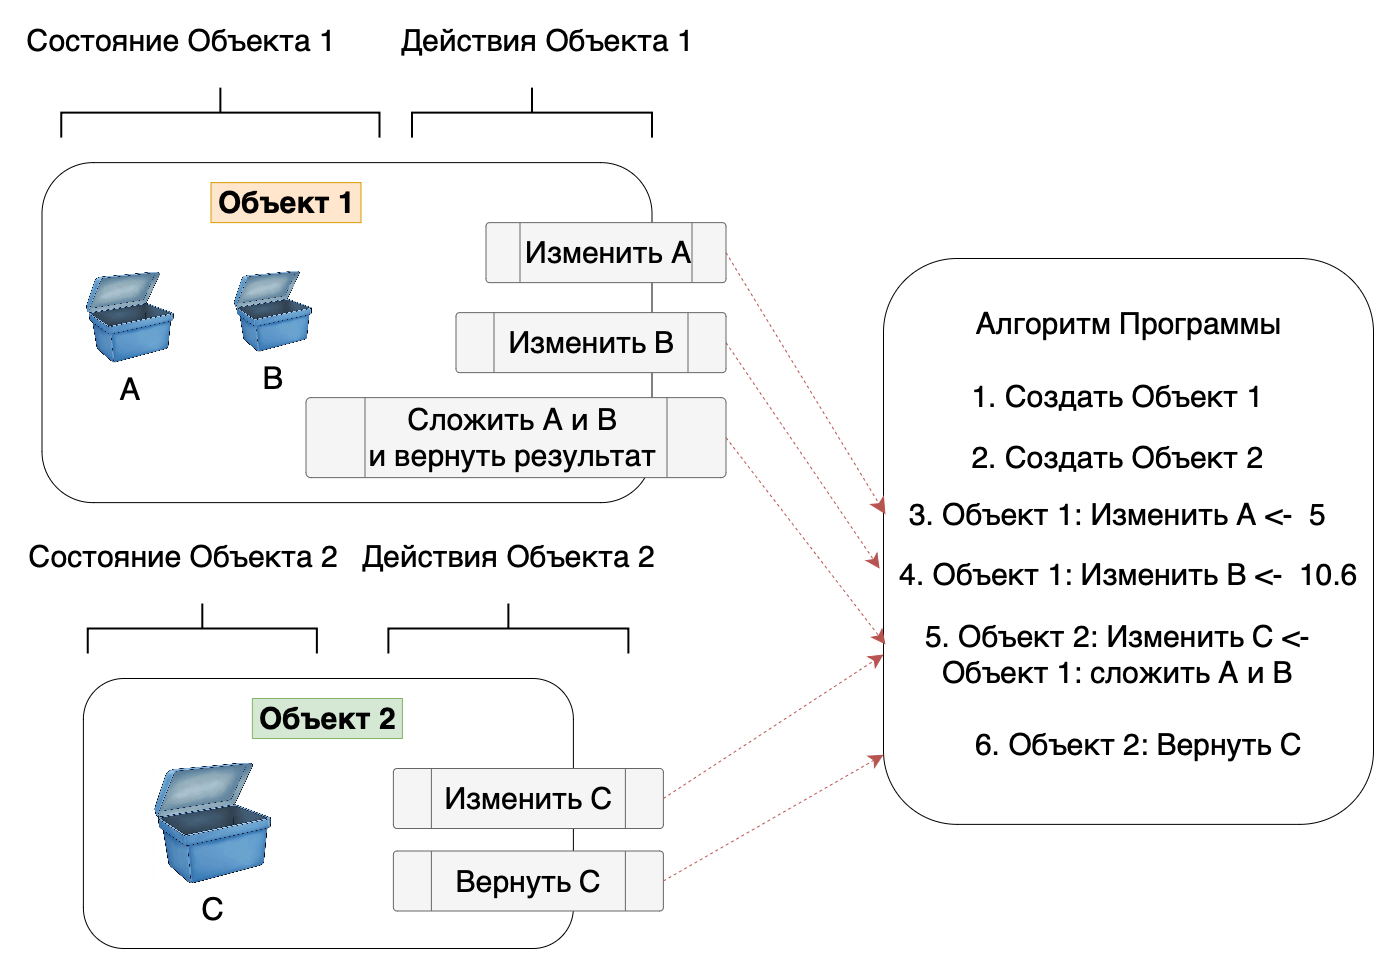 Состояние Объекта 1
Действия Объекта 1
Объект 1
Изменить A
Изменить B
Сложить A и B
и вернуть результат
A
B
Состояние Объекта 2
Действия Объекта 2
Объект 2
Изменить C
Вернуть C
C
Алгоритм Программы
1. Создать Объект 1
2. Создать Объект 2
3. Объект 1: Изменить A <- 5
4. Объект 1: Изменить B <- 10.6
5. Объект 2: Изменить C <-
Объект 1: сложить A и B
6. Объект 2: Вернуть C